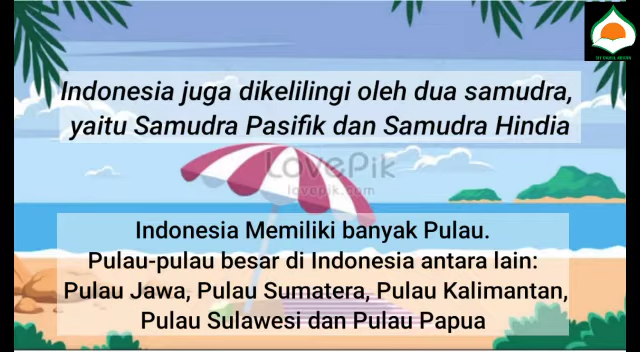 Indonesia juga dikelilingi oleh dua samudra,
yaitu Samudra Pasifik dan Samudra Hindia
LovePik
lovepik.com
Indonesia Memiliki banyak Pulau.
Pulau-pulau besar di Indonesia antara lain:
Pulau Jawa, Pulau Sumatera, Pulau Kalimantan,
Pulau Sulawesi dan Pulau Papua